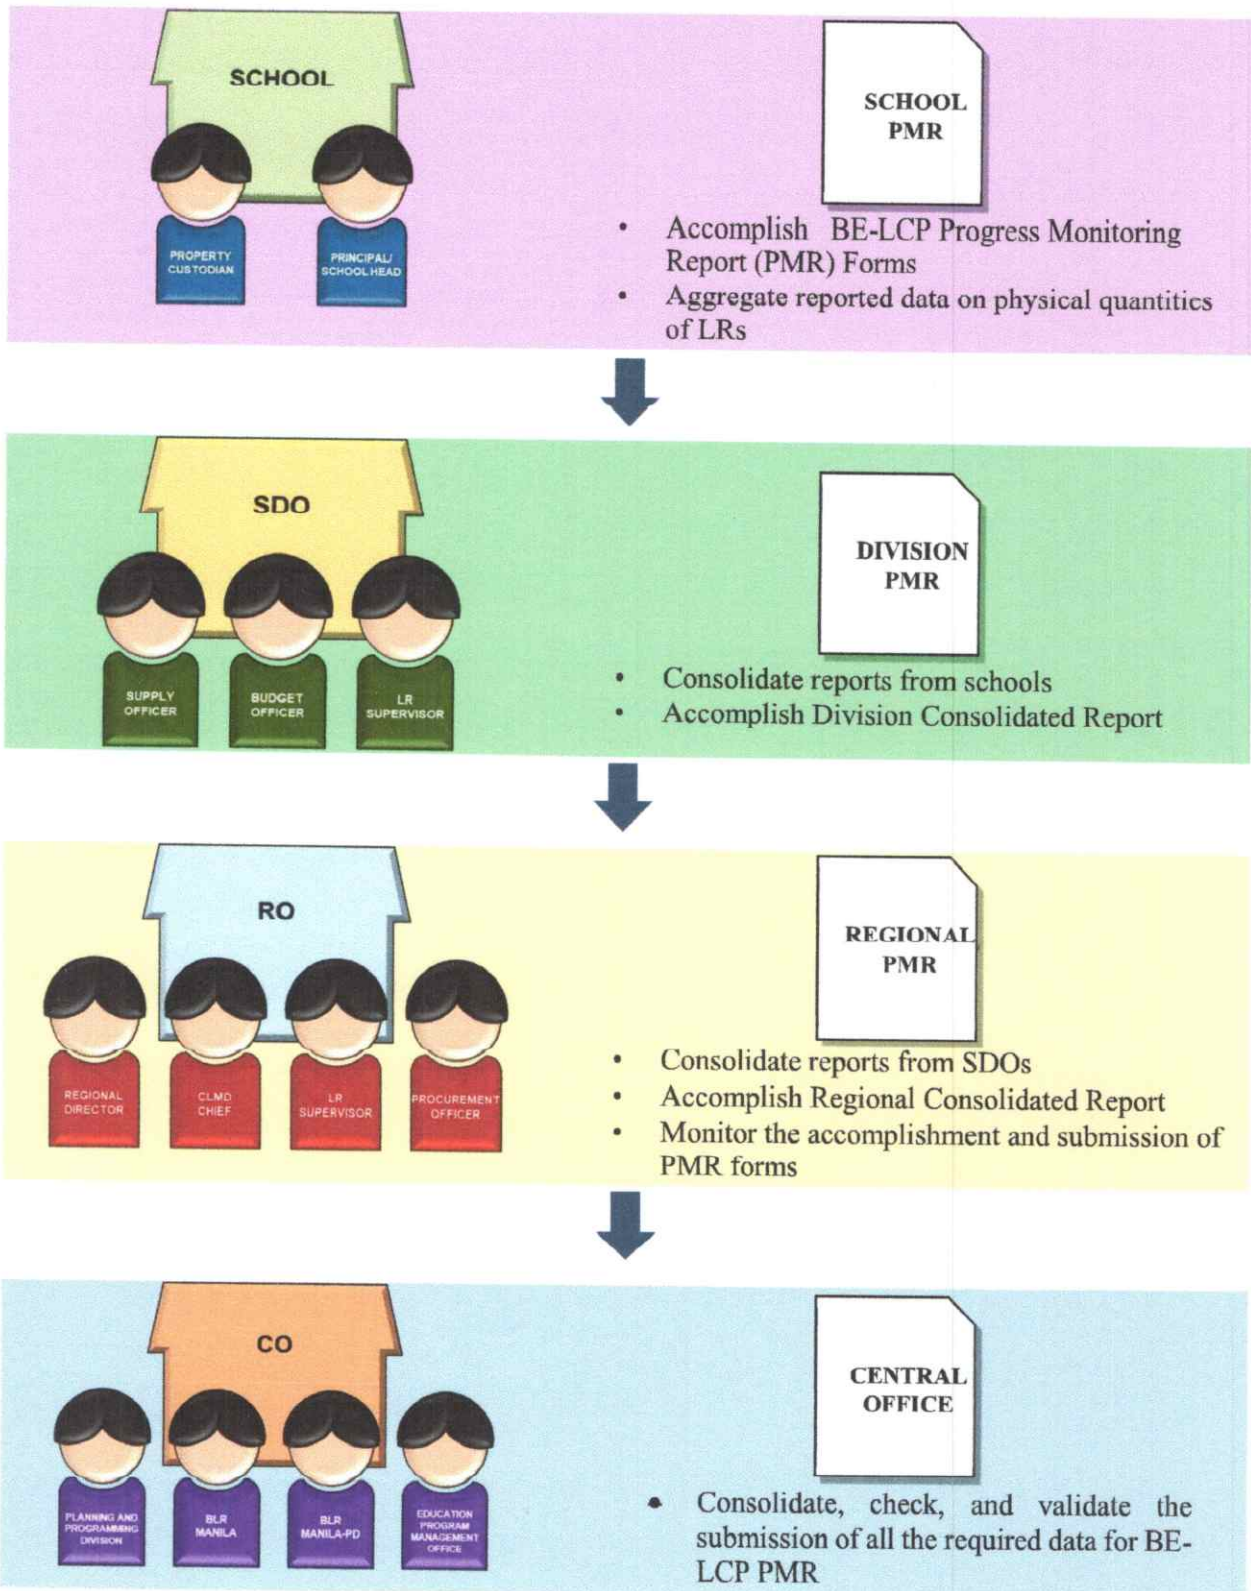 SCHOOL
PROPERTY
CUSTODIAN
PRINCIPAL/
SCHOOL HEAD
SCHOOL
PMR
• Accomplish BE-LCP Progress Monitoring
Report (PMR) Forms
• Aggregate reported data on physical quantities
of LRs
SDO
SUPPLY
OFFICER
BUDGET
OFFICER
LR
SUPERVISOR
DIVISION
PMR
• Consolidate reports from schools
• Accomplish Division Consolidated Report
RO
REGIONAL
DIRECTOR
CLMD
CHIEF
LR
SUPERVISOR
PROCUREMENT
OFFICER
REGIONAL
PMR
• Consolidate reports from SDOs
• Accomplish Regional Consolidated Report
• Monitor the accomplishment and submission of
PMR forms
CO
PLANNING AND
PROGRAMMING
DIVISION
BLR
MANILA
BLR
MANILA-PD
EDUCATION
PROGRAM
MANAGEMENT
OFFICE
CENTRAL
OFFICE
• Consolidate, check, and validate the
submission of all the required data for BE-
LCP PMR